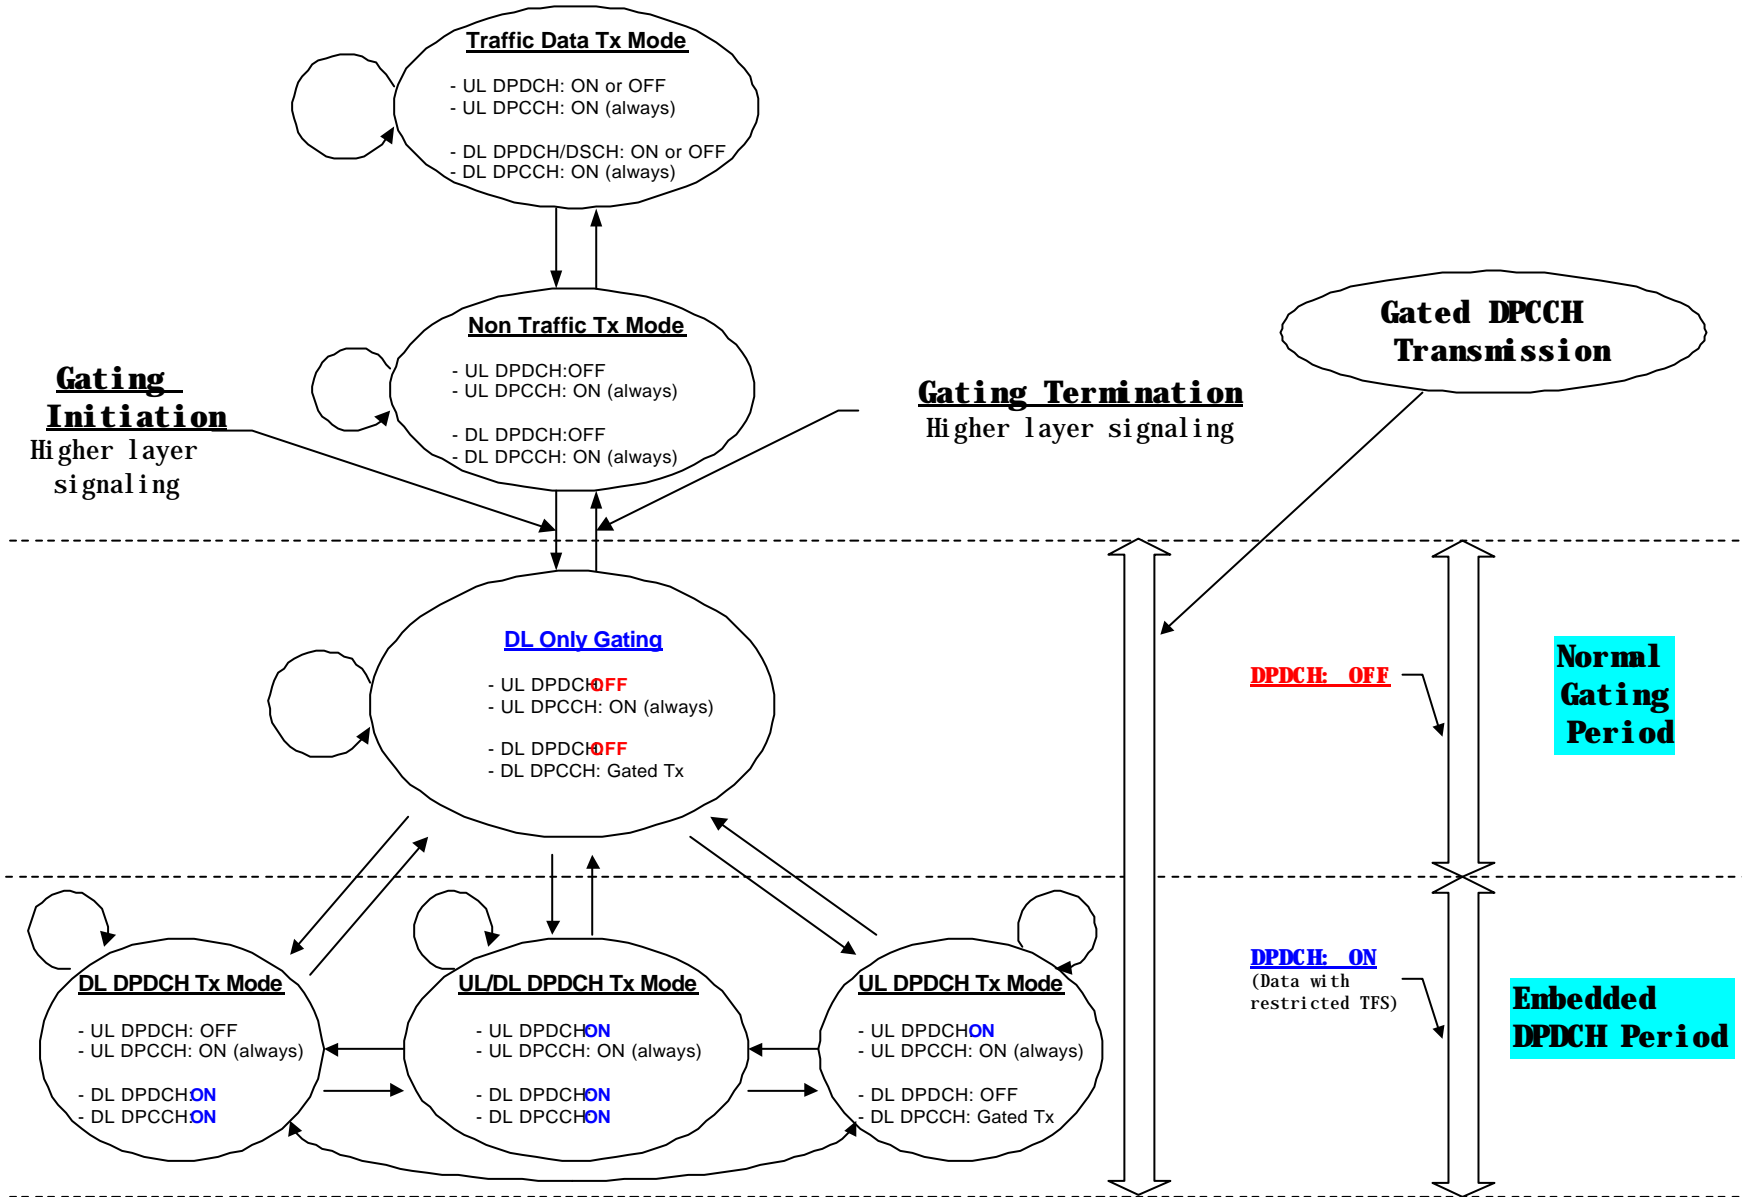 Traffic Data Tx Mode
- UL DPDCH: ON or OFF
- UL DPCCH: ON (always)
- DL DPDCH/DSCH: ON or OFF
- DL DPCCH: ON (always)
Non Traffic Tx Mode
- UL DPDCH:OFF
- UL DPCCH: ON (always)
- DL DPDCH:OFF
- DL DPCCH: ON (always)
Gating
Initiation
Higher layer
signaling
Gating Termination
Higher layer signaling
Gated DPCCH
Transmission
DL Only Gating
- UL DPDCH:OFF
- UL DPCCH: ON (always)
- DL DPDCH:OFF
- DL DPCCH: Gated Tx
DPDCH: OFF
Normal
Gating
Period
DL DPDCH Tx Mode
- UL DPDCH: OFF
- UL DPCCH: ON (always)
- DL DPDCH:ON
- DL DPCCH:ON
UL/DL DPDCH Tx Mode
- UL DPDCH:ON
- UL DPCCH: ON (always)
- DL DPDCH:ON
- DL DPCCH:ON
UL DPDCH Tx Mode
- UL DPDCH:ON
- UL DPCCH: ON (always)
- DL DPDCH: OFF
- DL DPCCH: Gated Tx
DPDCH: ON
(Data with
restricted TFS)
Enbedded
DPDCH Period